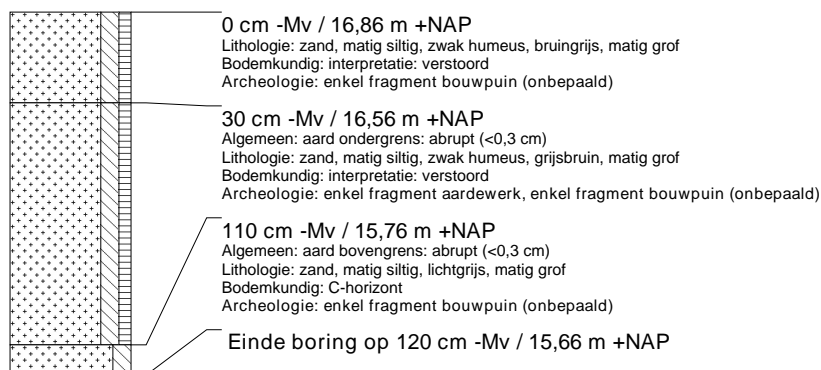 0 cm -Mv / 16,86 m +NAP
Lithologie: zand, matig siltig, zwak humeus, bruingrijs, matig grof
Bodemkundig: interpretatie: verstoord
Archeologie: enkel fragment bouwpuin (onbepaald)
30 cm -Mv / 16,56 m +NAP
Algemeen: aard ondergrens: abrupt (<0,3 cm)
Lithologie: zand, matig siltig, zwak humeus, grijsbruin, matig grof
Bodemkundig: interpretatie: verstoord
Archeologie: enkel fragment aardewerk, enkel fragment bouwpuin (onbepaald)
110 cm -Mv / 15,76 m +NAP
Algemeen: aard bovengrens: abrupt (<0,3 cm)
Lithologie: zand, matig siltig, lichtgrijs, matig grof
Bodemkundig: C-horizont
Archeologie: enkel fragment bouwpuin (onbepaald)
Einde boring op 120 cm -Mv / 15,66 m +NAP